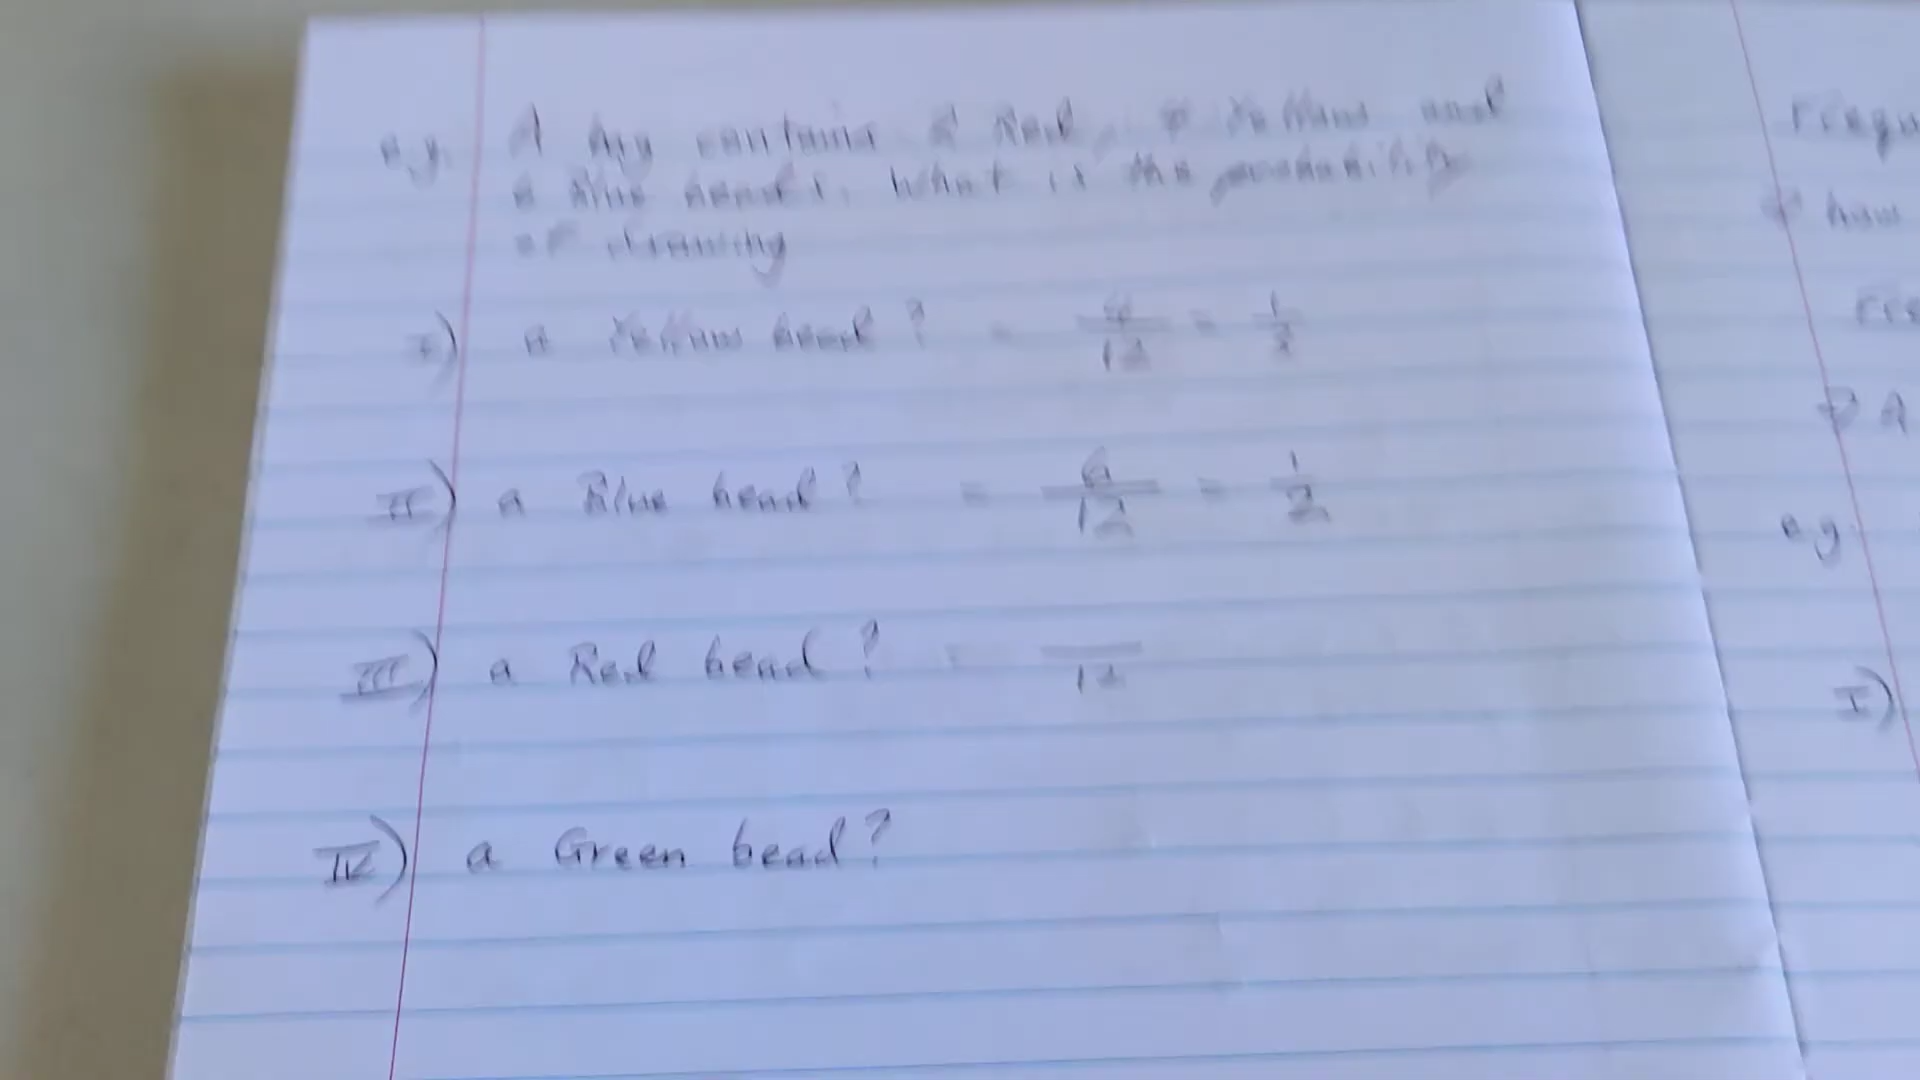 e.g. A bag contains 2 Red, 4 Yellow and
6 Blue beads. What is the probability
of drawing
I) a Yellow bead? = 4/12 = 1/3
II) a Blue bead? = 6/12 = 1/2
III) a Red bead? = /12
IV) a Green bead?
how
A
e.g
I)